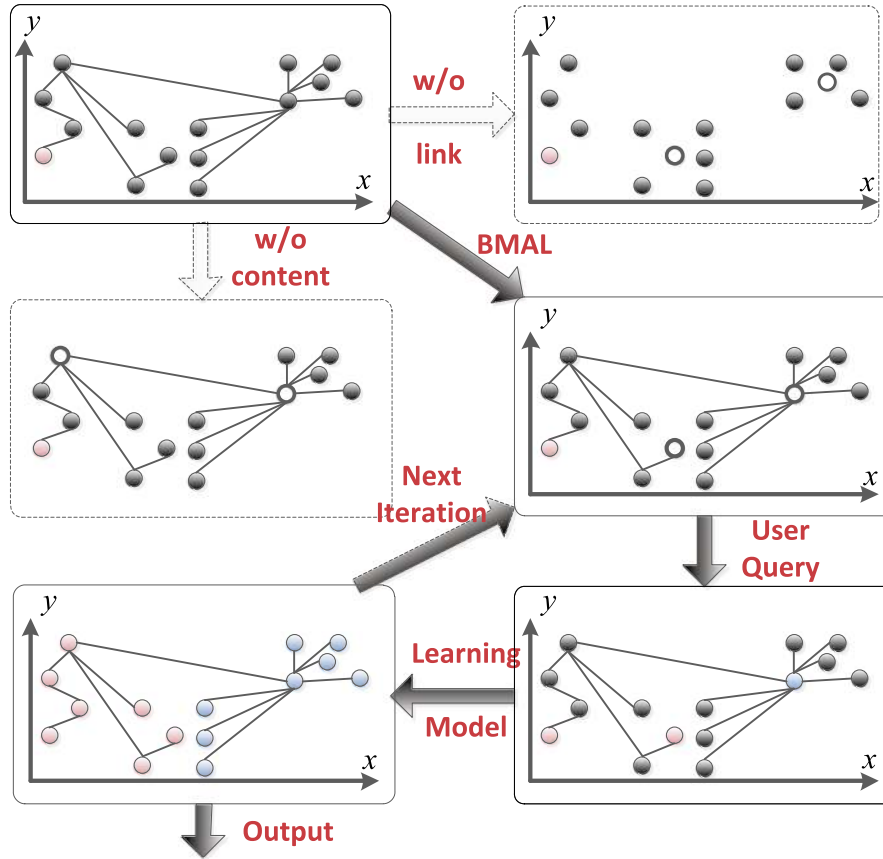 y
x
w/o
link
y
x
w/o
content
BMAL
y
x
Next
Iteration
User
Query
y
x
Learning
Model
y
x
Output